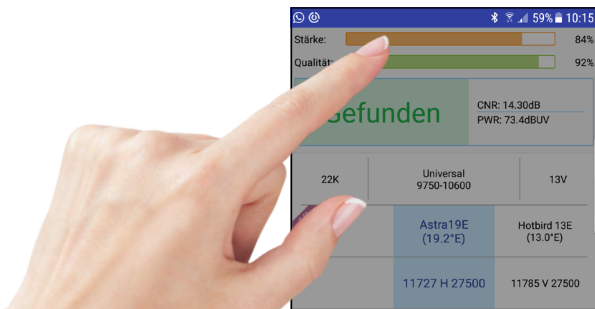 59% 10:15
Stärke: 84%
Qualität: 92%
Gefunden
CNR: 14.30dB
PWR: 73.4dBUV
22K
Universal
9750-10600
13V
Astra19E
(19.2°E)
Hotbird 13E
(13.0°E)
11727 H 27500
11785 V 27500